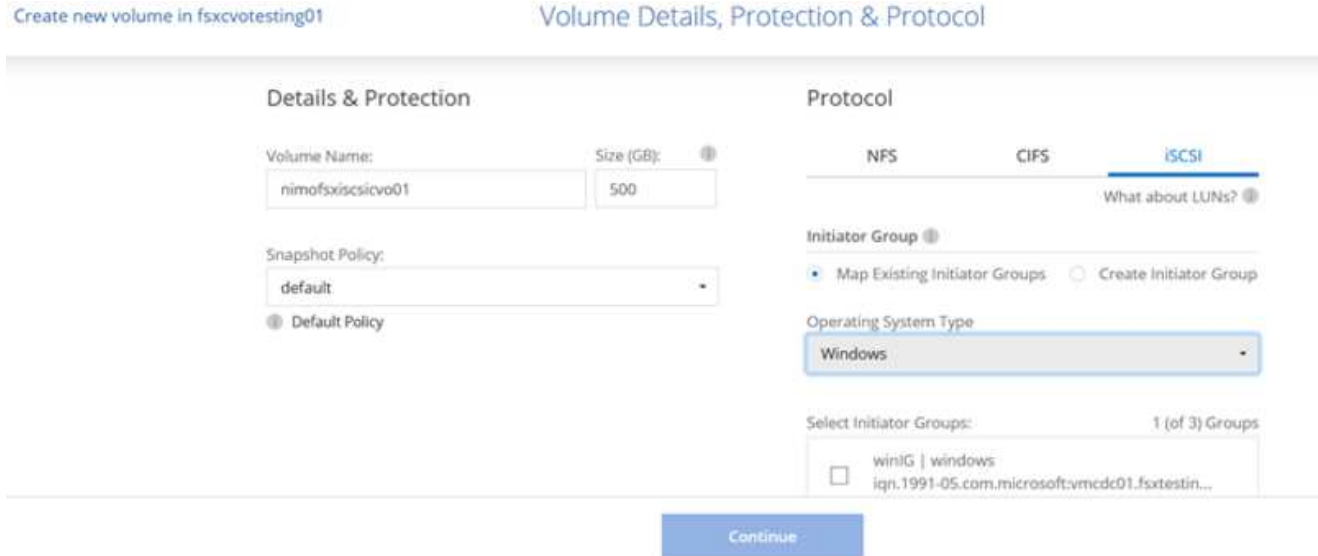 Create new volume in fsxcvotesting01
Volume Details, Protection & Protocol
Details & Protection
Volume Name:
Size (GB):
nimofsxiscsicvo01
500
Snapshot Policy:
default
Default Policy
Protocol
NFS
CIFS
iSCSI
What about LUNs?
Initiator Group
Map Existing Initiator Groups
Create Initiator Group
Operating System Type
Windows
Select Initiator Groups:
1 (of 3) Groups
winIG | windows
iqn.1991-05.com.microsoft:vmcdc01.fsxtestin...
Continue